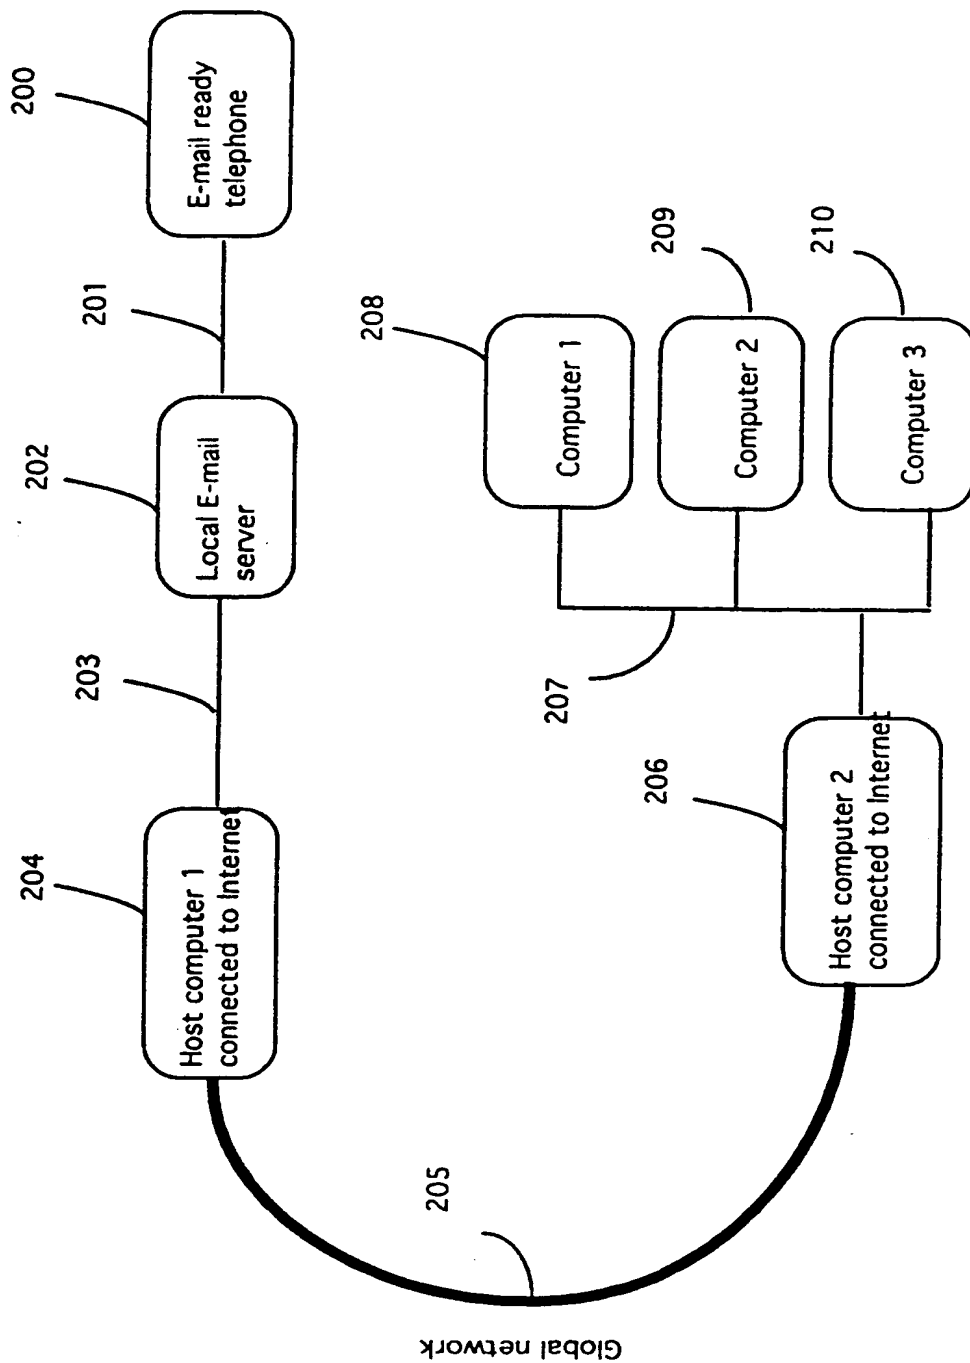 200
E-mail ready
telephone
201
202
Local E-mail
server
203
204
Host computer 1
connected to Internet
205
Global network
206
Host computer 2
connected to Internet
207
208
Computer 1
209
Computer 2
210
Computer 3